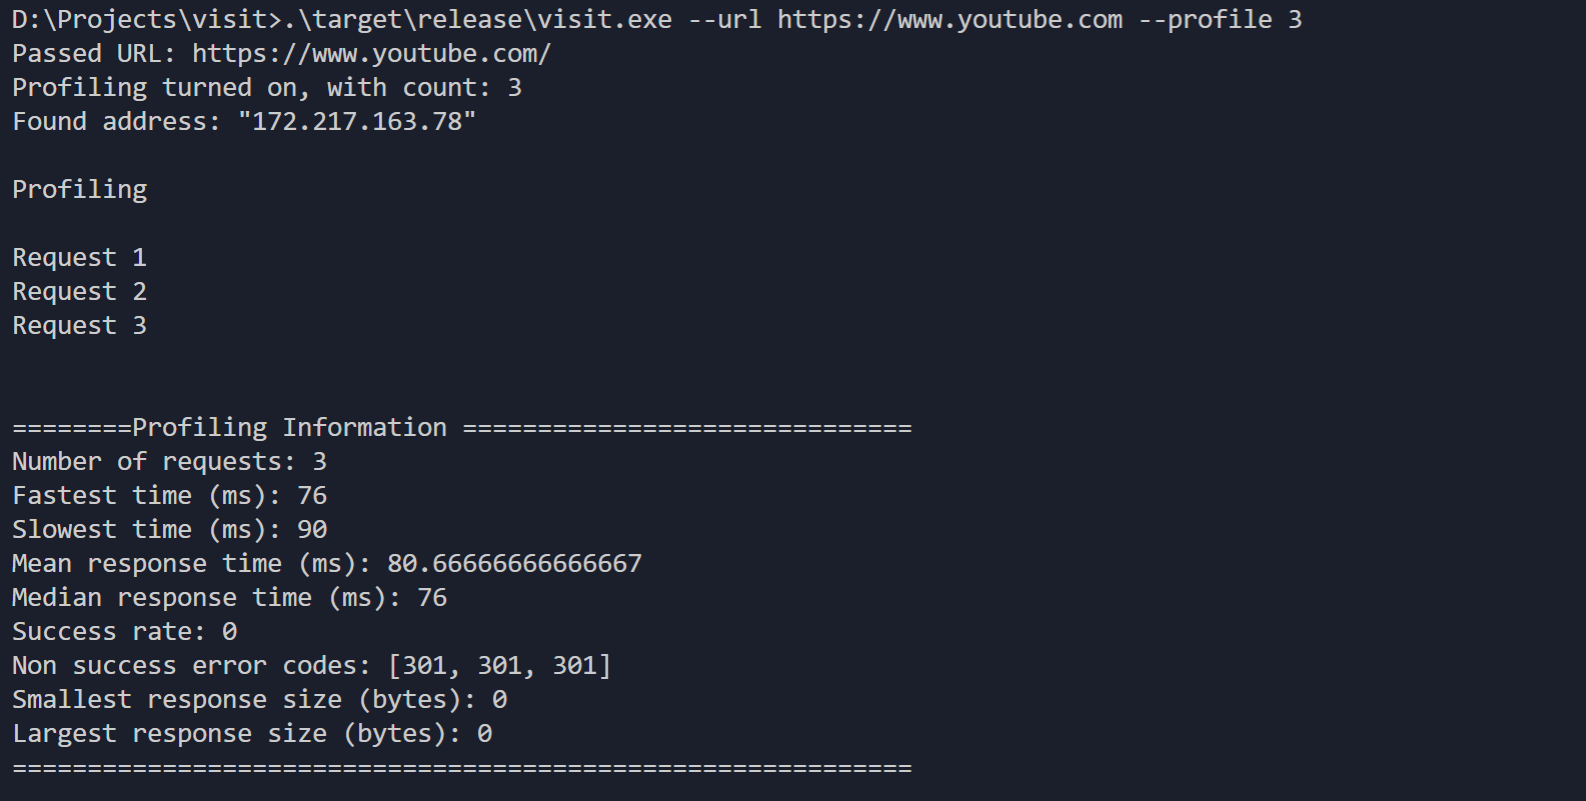 D:\Projects\visit>.\target\release\visit.exe --url https://www.youtube.com --profile 3
Passed URL: https://www.youtube.com/
Profiling turned on, with count: 3
Found address: "172.217.163.78"
Profiling
Request 1
Request 2
Request 3
========Profiling Information ==============================
Number of requests: 3
Fastest time (ms): 76
Slowest time (ms): 90
Mean response time (ms): 80.66666666666667
Median response time (ms): 76
Success rate: 0
Non success error codes: [301, 301, 301]
Smallest response size (bytes): 0
Largest response size (bytes): 0
============================================================